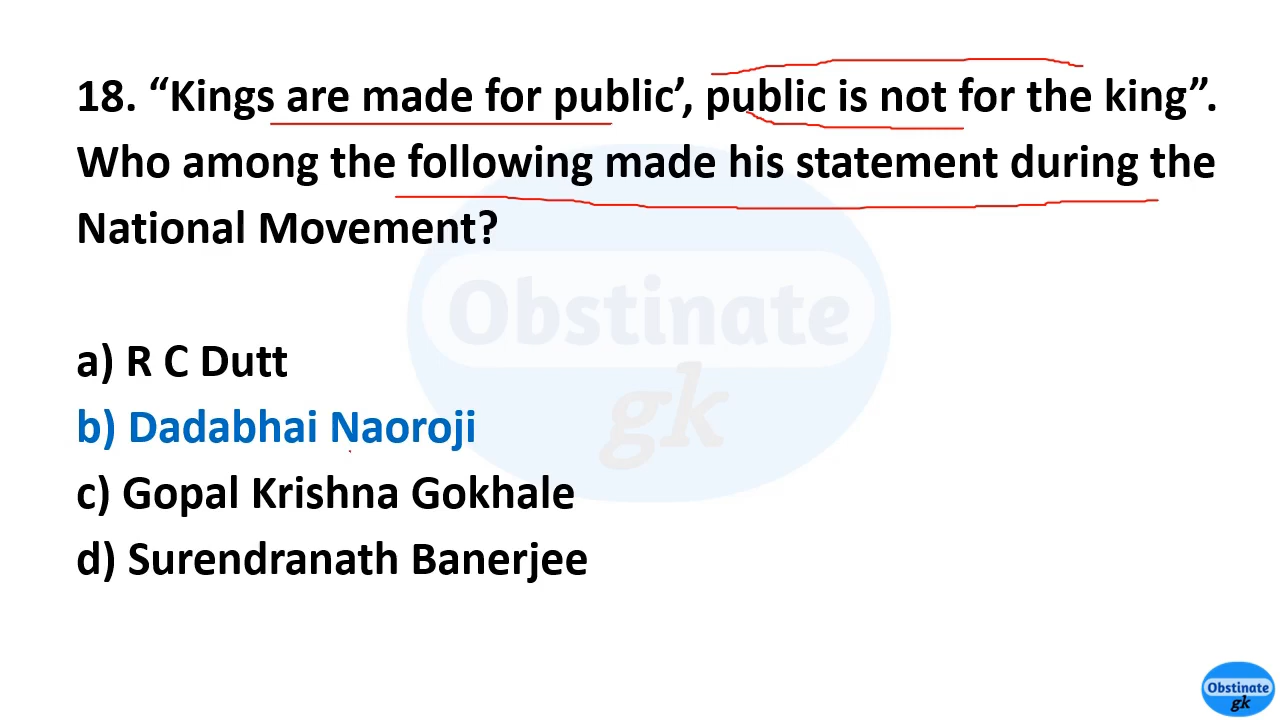 18. “Kings are made for public’, public is not for the king”.
Who among the following made his statement during the
National Movement?
Obstinate
gk
a) R C Dutt
b) Dadabhai Naoroji
c) Gopal Krishna Gokhale
d) Surendranath Banerjee
Obstinate
gk